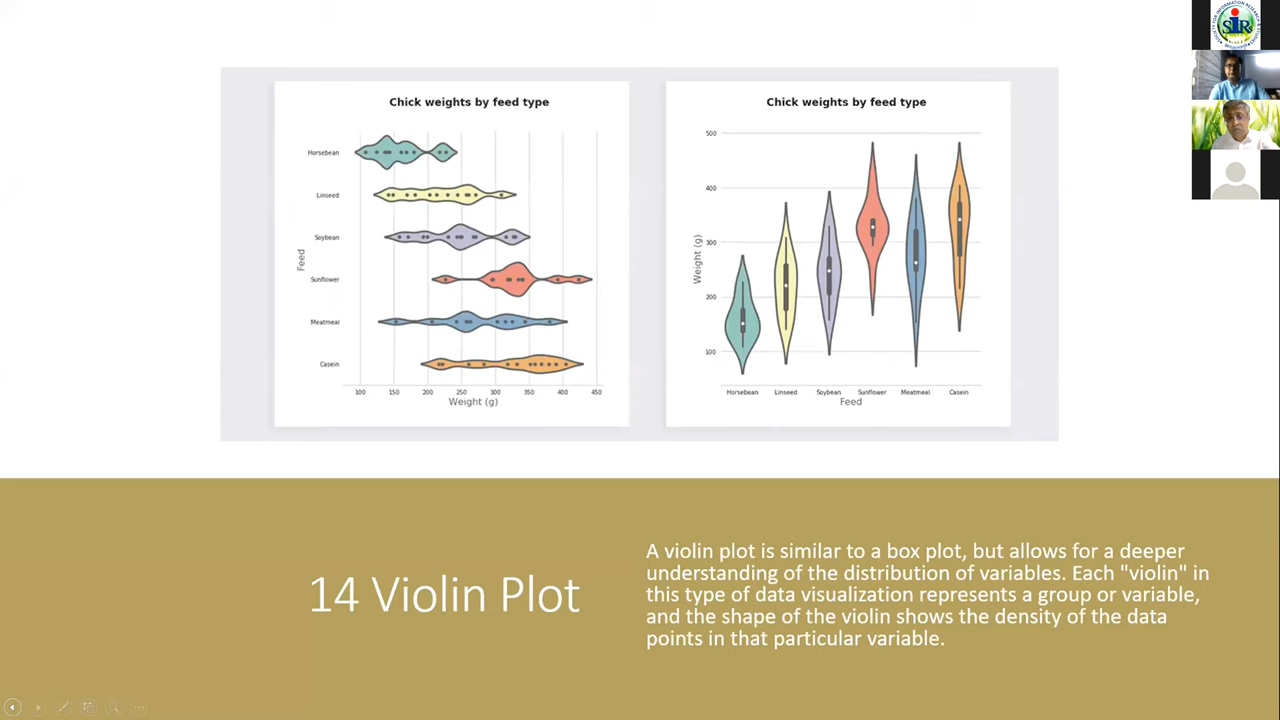 Chick weights by feed type
Horsebean
Linseed
Soybean
Sunflower
Meatmeal
Casein
Feed
100 150 200 250 300 350 400 450
Weight (g)
Chick weights by feed type
500
400
300
200
100
Weight (g)
Horsebean Linseed Soybean Sunflower Meatmeal Casein
Feed
14 Violin Plot
A violin plot is similar to a box plot, but allows for a deeper
understanding of the distribution of variables. Each "violin" in
this type of data visualization represents a group or variable,
and the shape of the violin shows the density of the data
points in that particular variable.